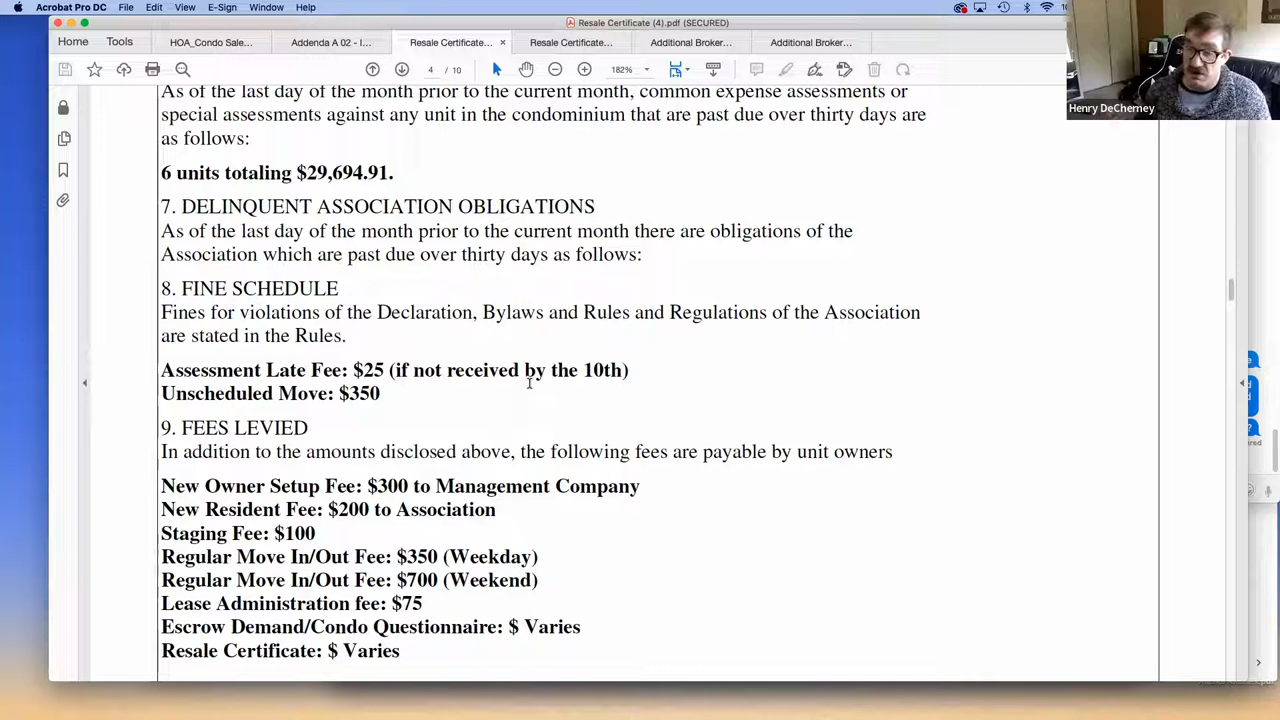 Acrobat Pro DC File Edit View E-Sign Window Help
Resale Certificate (4).pdf (SECURED)
Home Tools HOA_Condo Sale... Addenda A 02 - I... Resale Certificate... × Resale Certificate... Additional Broker... Additional Broker...
4 / 10 182%
Henry DeCherney
As of the last day of the month prior to the current month, common expense assessments or
special assessments against any unit in the condominium that are past due over thirty days are
as follows:
6 units totaling $29,694.91.
7. DELINQUENT ASSOCIATION OBLIGATIONS
As of the last day of the month prior to the current month there are obligations of the
Association which are past due over thirty days as follows:
8. FINE SCHEDULE
Fines for violations of the Declaration, Bylaws and Rules and Regulations of the Association
are stated in the Rules.
Assessment Late Fee: $25 (if not received by the 10th)
Unscheduled Move: $350
9. FEES LEVIED
In addition to the amounts disclosed above, the following fees are payable by unit owners
New Owner Setup Fee: $300 to Management Company
New Resident Fee: $200 to Association
Staging Fee: $100
Regular Move In/Out Fee: $350 (Weekday)
Regular Move In/Out Fee: $700 (Weekend)
Lease Administration fee: $75
Escrow Demand/Condo Questionnaire: $ Varies
Resale Certificate: $ Varies